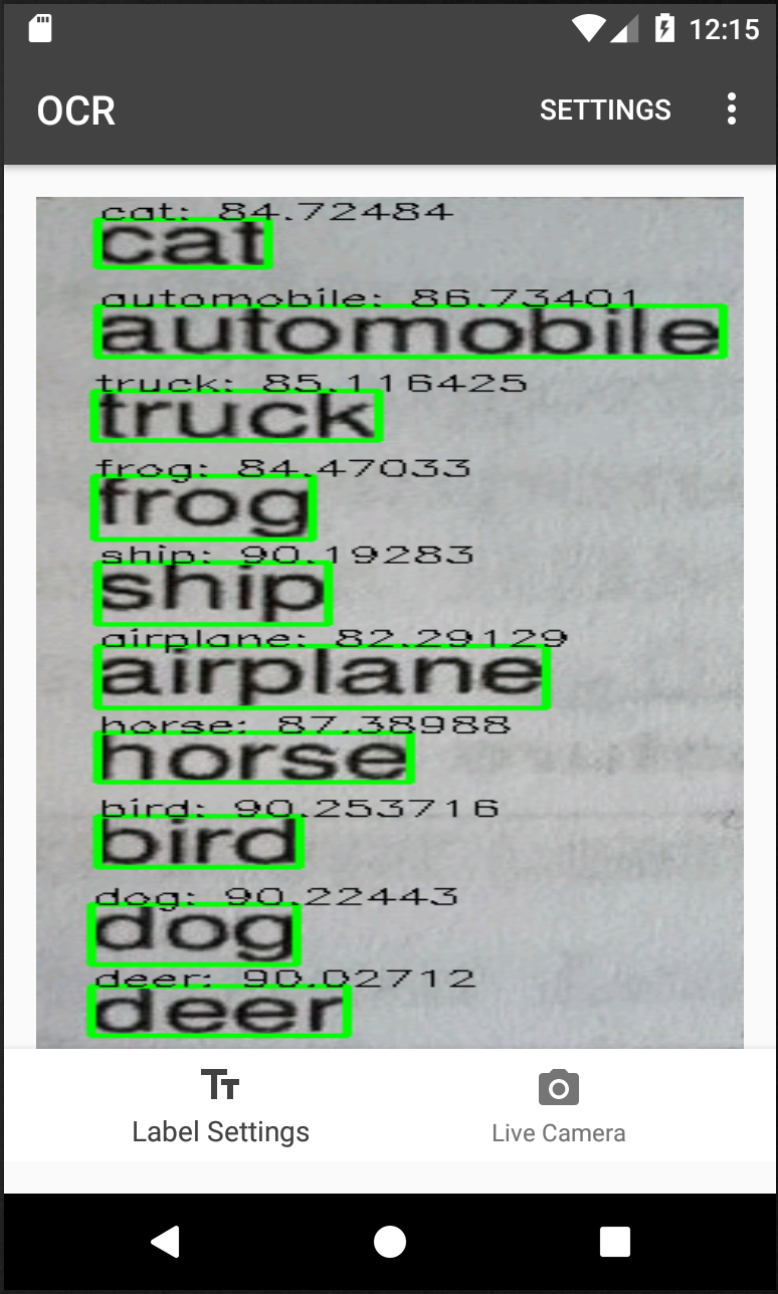 12:15
OCR SETTINGS
cat: 84.72484
cat
automobile: 86.73401
automobile
truck: 85.116425
truck
frog: 84.47033
frog
ship: 90.19283
ship
airplane: 82.29129
airplane
horse: 87.38988
horse
bird: 90.253716
bird
dog: 90.22443
dog
deer: 90.02712
deer
Label Settings Live Camera